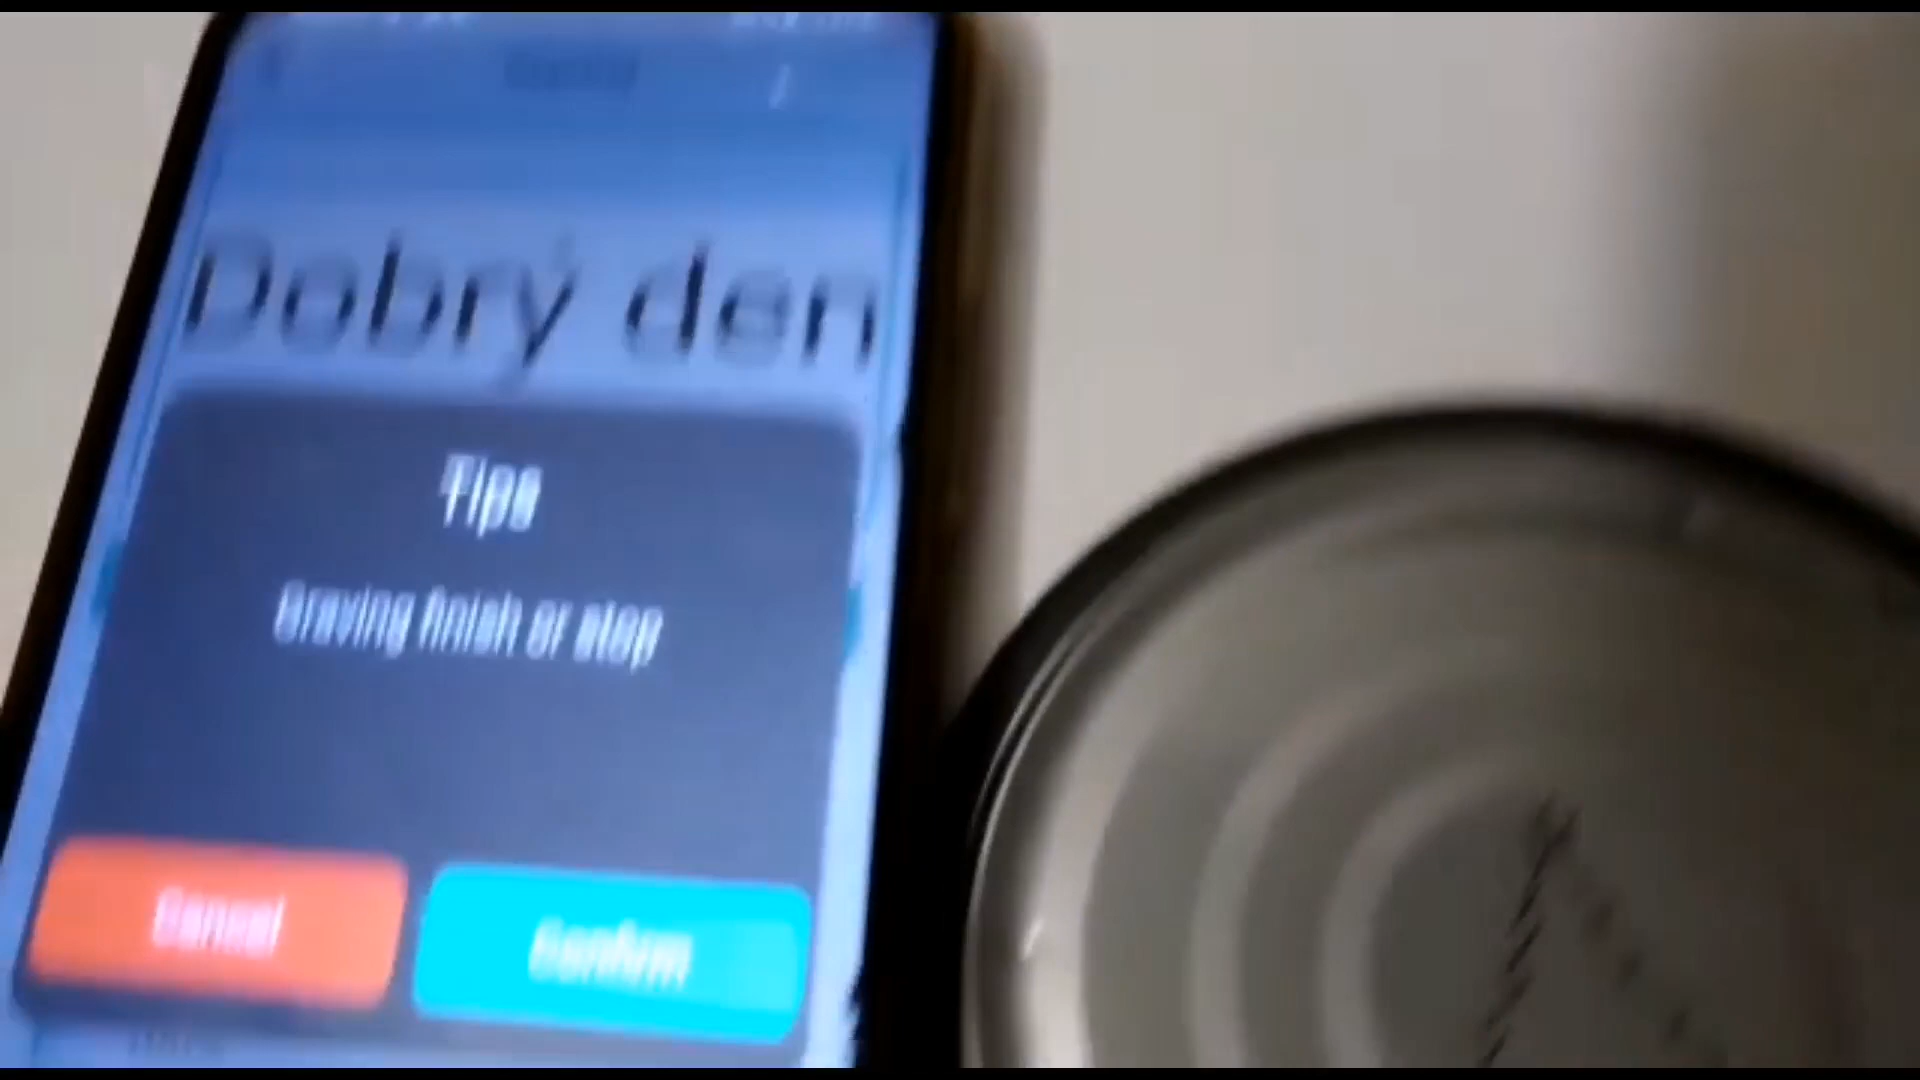 Dobrý den
Tips
Graving finish or stop
Cancel
Confirm